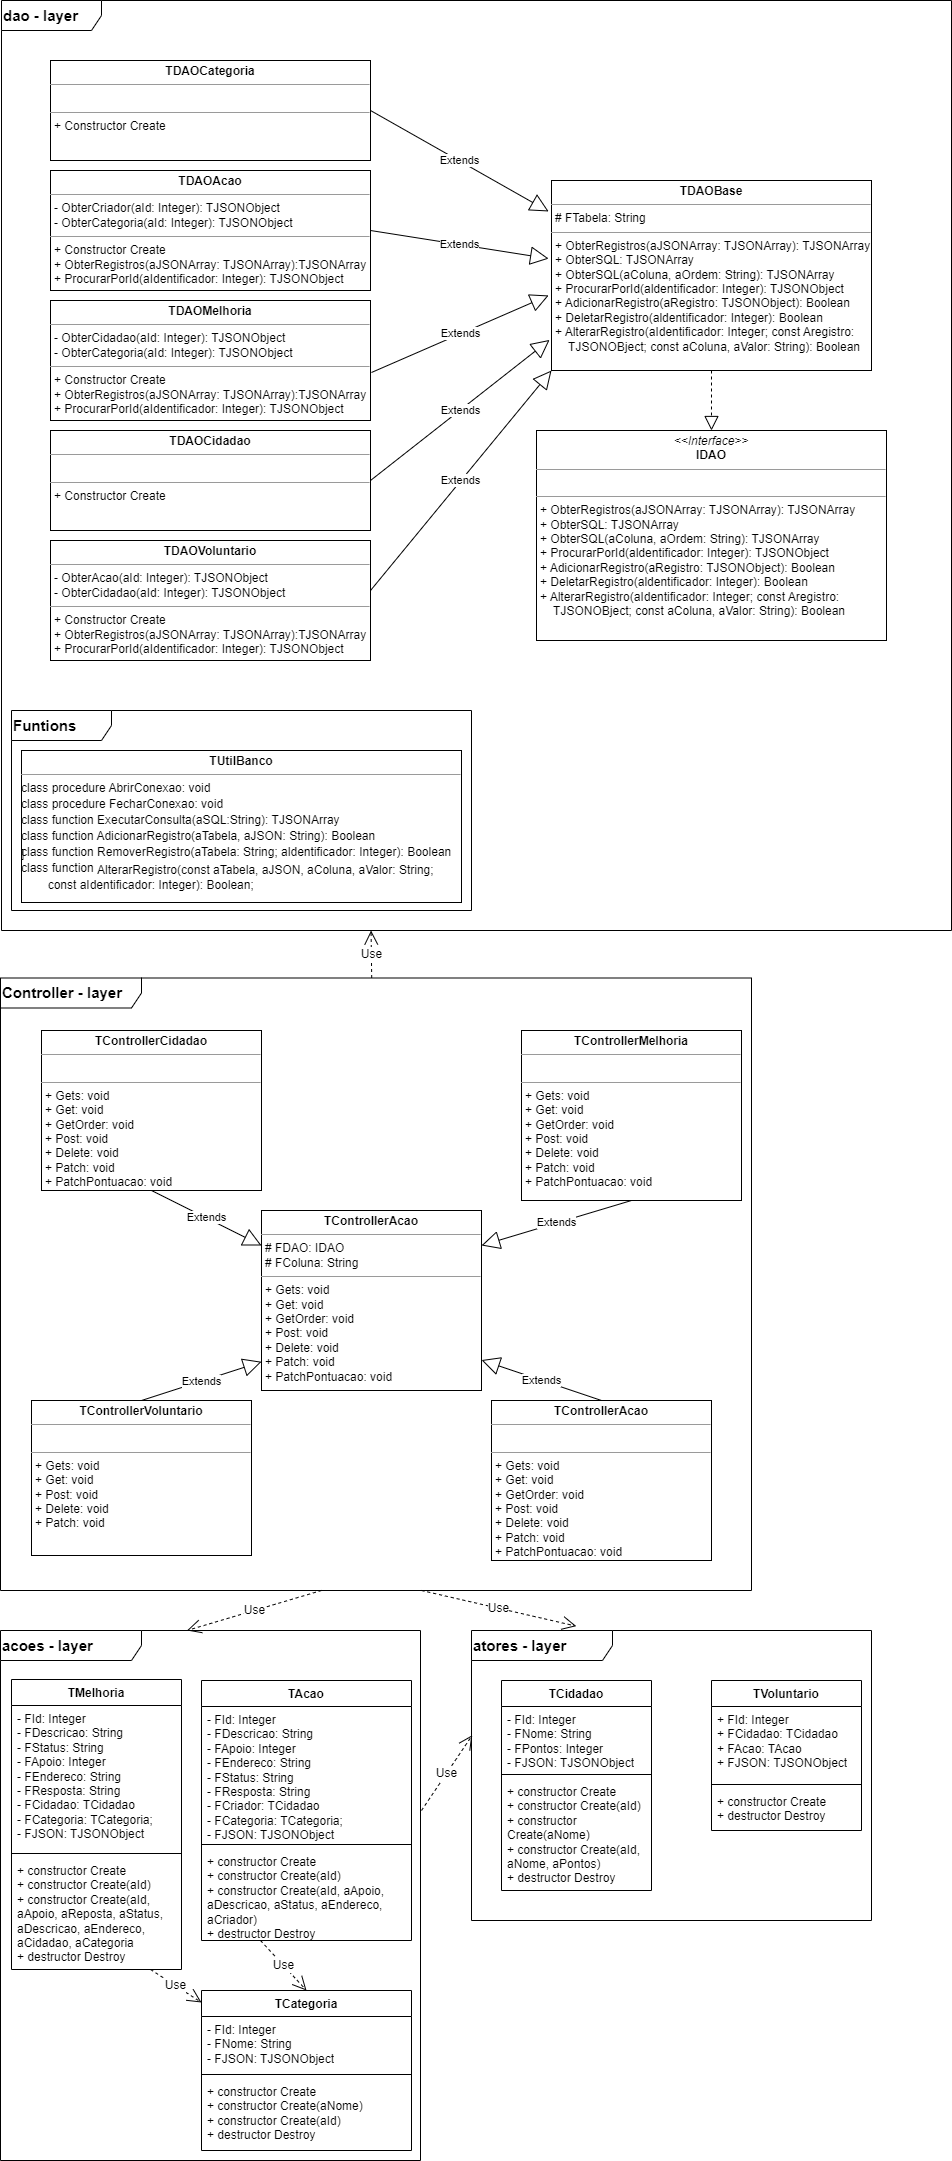 dao - layer
TDAOCategoria
+ Constructor Create
Extends
TDAOAcao
- ObterCriador(aId: Integer): TJSONObject
- ObterCategoria(aId: Integer): TJSONObject
+ Constructor Create
+ ObterRegistros(aJSONArray: TJSONArray):TJSONArray
+ ProcurarPorId(aIdentificador: Integer): TJSONObject
Extends
TDAOMelhoria
- ObterCidadao(aId: Integer): TJSONObject
- ObterCategoria(aId: Integer): TJSONObject
+ Constructor Create
+ ObterRegistros(aJSONArray: TJSONArray):TJSONArray
+ ProcurarPorId(aIdentificador: Integer): TJSONObject
Extends
TDAOCidadao
+ Constructor Create
Extends
TDAOVoluntario
- ObterAcao(aId: Integer): TJSONObject
- ObterCidadao(aId: Integer): TJSONObject
+ Constructor Create
+ ObterRegistros(aJSONArray: TJSONArray):TJSONArray
+ ProcurarPorId(aIdentificador: Integer): TJSONObject
Extends
TDAOBase
# FTabela: String
+ ObterRegistros(aJSONArray: TJSONArray): TJSONArray
+ ObterSQL: TJSONArray
+ ObterSQL(aColuna, aOrdem: String): TJSONArray
+ ProcurarPorId(aIdentificador: Integer): TJSONObject
+ AdicionarRegistro(aRegistro: TJSONObject): Boolean
+ DeletarRegistro(aIdentificador: Integer): Boolean
+ AlterarRegistro(aIdentificador: Integer; const Aregistro:
TJSONOBject; const aColuna, aValor: String): Boolean
<<Interface>>
IDAO
+ ObterRegistros(aJSONArray: TJSONArray): TJSONArray
+ ObterSQL: TJSONArray
+ ObterSQL(aColuna, aOrdem: String): TJSONArray
+ ProcurarPorId(aIdentificador: Integer): TJSONObject
+ AdicionarRegistro(aRegistro: TJSONObject): Boolean
+ DeletarRegistro(aIdentificador: Integer): Boolean
+ AlterarRegistro(aIdentificador: Integer; const Aregistro:
TJSONOBject; const aColuna, aValor: String): Boolean
Funtions
TUtilBanco
class procedure AbrirConexao: void
class procedure FecharConexao: void
class function ExecutarConsulta(aSQL:String): TJSONArray
class function AdicionarRegistro(aTabela, aJSON: String): Boolean
class function RemoverRegistro(aTabela: String; aIdentificador: Integer): Boolean
class function AlterarRegistro(const aTabela, aJSON, aColuna, aValor: String;
const aIdentificador: Integer): Boolean;
Use
Controller - layer
TControllerCidadao
+ Gets: void
+ Get: void
+ GetOrder: void
+ Post: void
+ Delete: void
+ Patch: void
+ PatchPontuacao: void
Extends
TControllerMelhoria
+ Gets: void
+ Get: void
+ GetOrder: void
+ Post: void
+ Delete: void
+ Patch: void
+ PatchPontuacao: void
Extends
TControllerAcao
# FDAO: IDAO
# FColuna: String
+ Gets: void
+ Get: void
+ GetOrder: void
+ Post: void
+ Delete: void
+ Patch: void
+ PatchPontuacao: void
Extends
Extends
TControllerVoluntario
+ Gets: void
+ Get: void
+ Post: void
+ Delete: void
+ Patch: void
TControllerAcao
+ Gets: void
+ Get: void
+ GetOrder: void
+ Post: void
+ Delete: void
+ Patch: void
+ PatchPontuacao: void
Use
Use
acoes - layer
TMelhoria
- FId: Integer
- FDescricao: String
- FStatus: String
- FApoio: Integer
- FEndereco: String
- FResposta: String
- FCidadao: TCidadao
- FCategoria: TCategoria;
- FJSON: TJSONObject
+ constructor Create
+ constructor Create(aId)
+ constructor Create(aId,
aApoio, aReposta, aStatus,
aDescricao, aEndereco,
aCidadao, aCategoria
+ destructor Destroy
TAcao
- FId: Integer
- FDescricao: String
- FApoio: Integer
- FEndereco: String
- FStatus: String
- FResposta: String
- FCriador: TCidadao
- FCategoria: TCategoria;
- FJSON: TJSONObject
+ constructor Create
+ constructor Create(aId)
+ constructor Create(aId, aApoio,
aDescricao, aStatus, aEndereco,
aCriador)
+ destructor Destroy
Use
Use
TCategoria
- FId: Integer
- FNome: String
- FJSON: TJSONObject
+ constructor Create
+ constructor Create(aNome)
+ constructor Create(aId)
+ destructor Destroy
Use
atores - layer
TCidadao
- FId: Integer
- FNome: String
- FPontos: Integer
- FJSON: TJSONObject
+ constructor Create
+ constructor Create(aId)
+ constructor
Create(aNome)
+ constructor Create(aId,
aNome, aPontos)
+ destructor Destroy
TVoluntario
+ FId: Integer
+ FCidadao: TCidadao
+ FAcao: TAcao
+ FJSON: TJSONObject
+ constructor Create
+ destructor Destroy